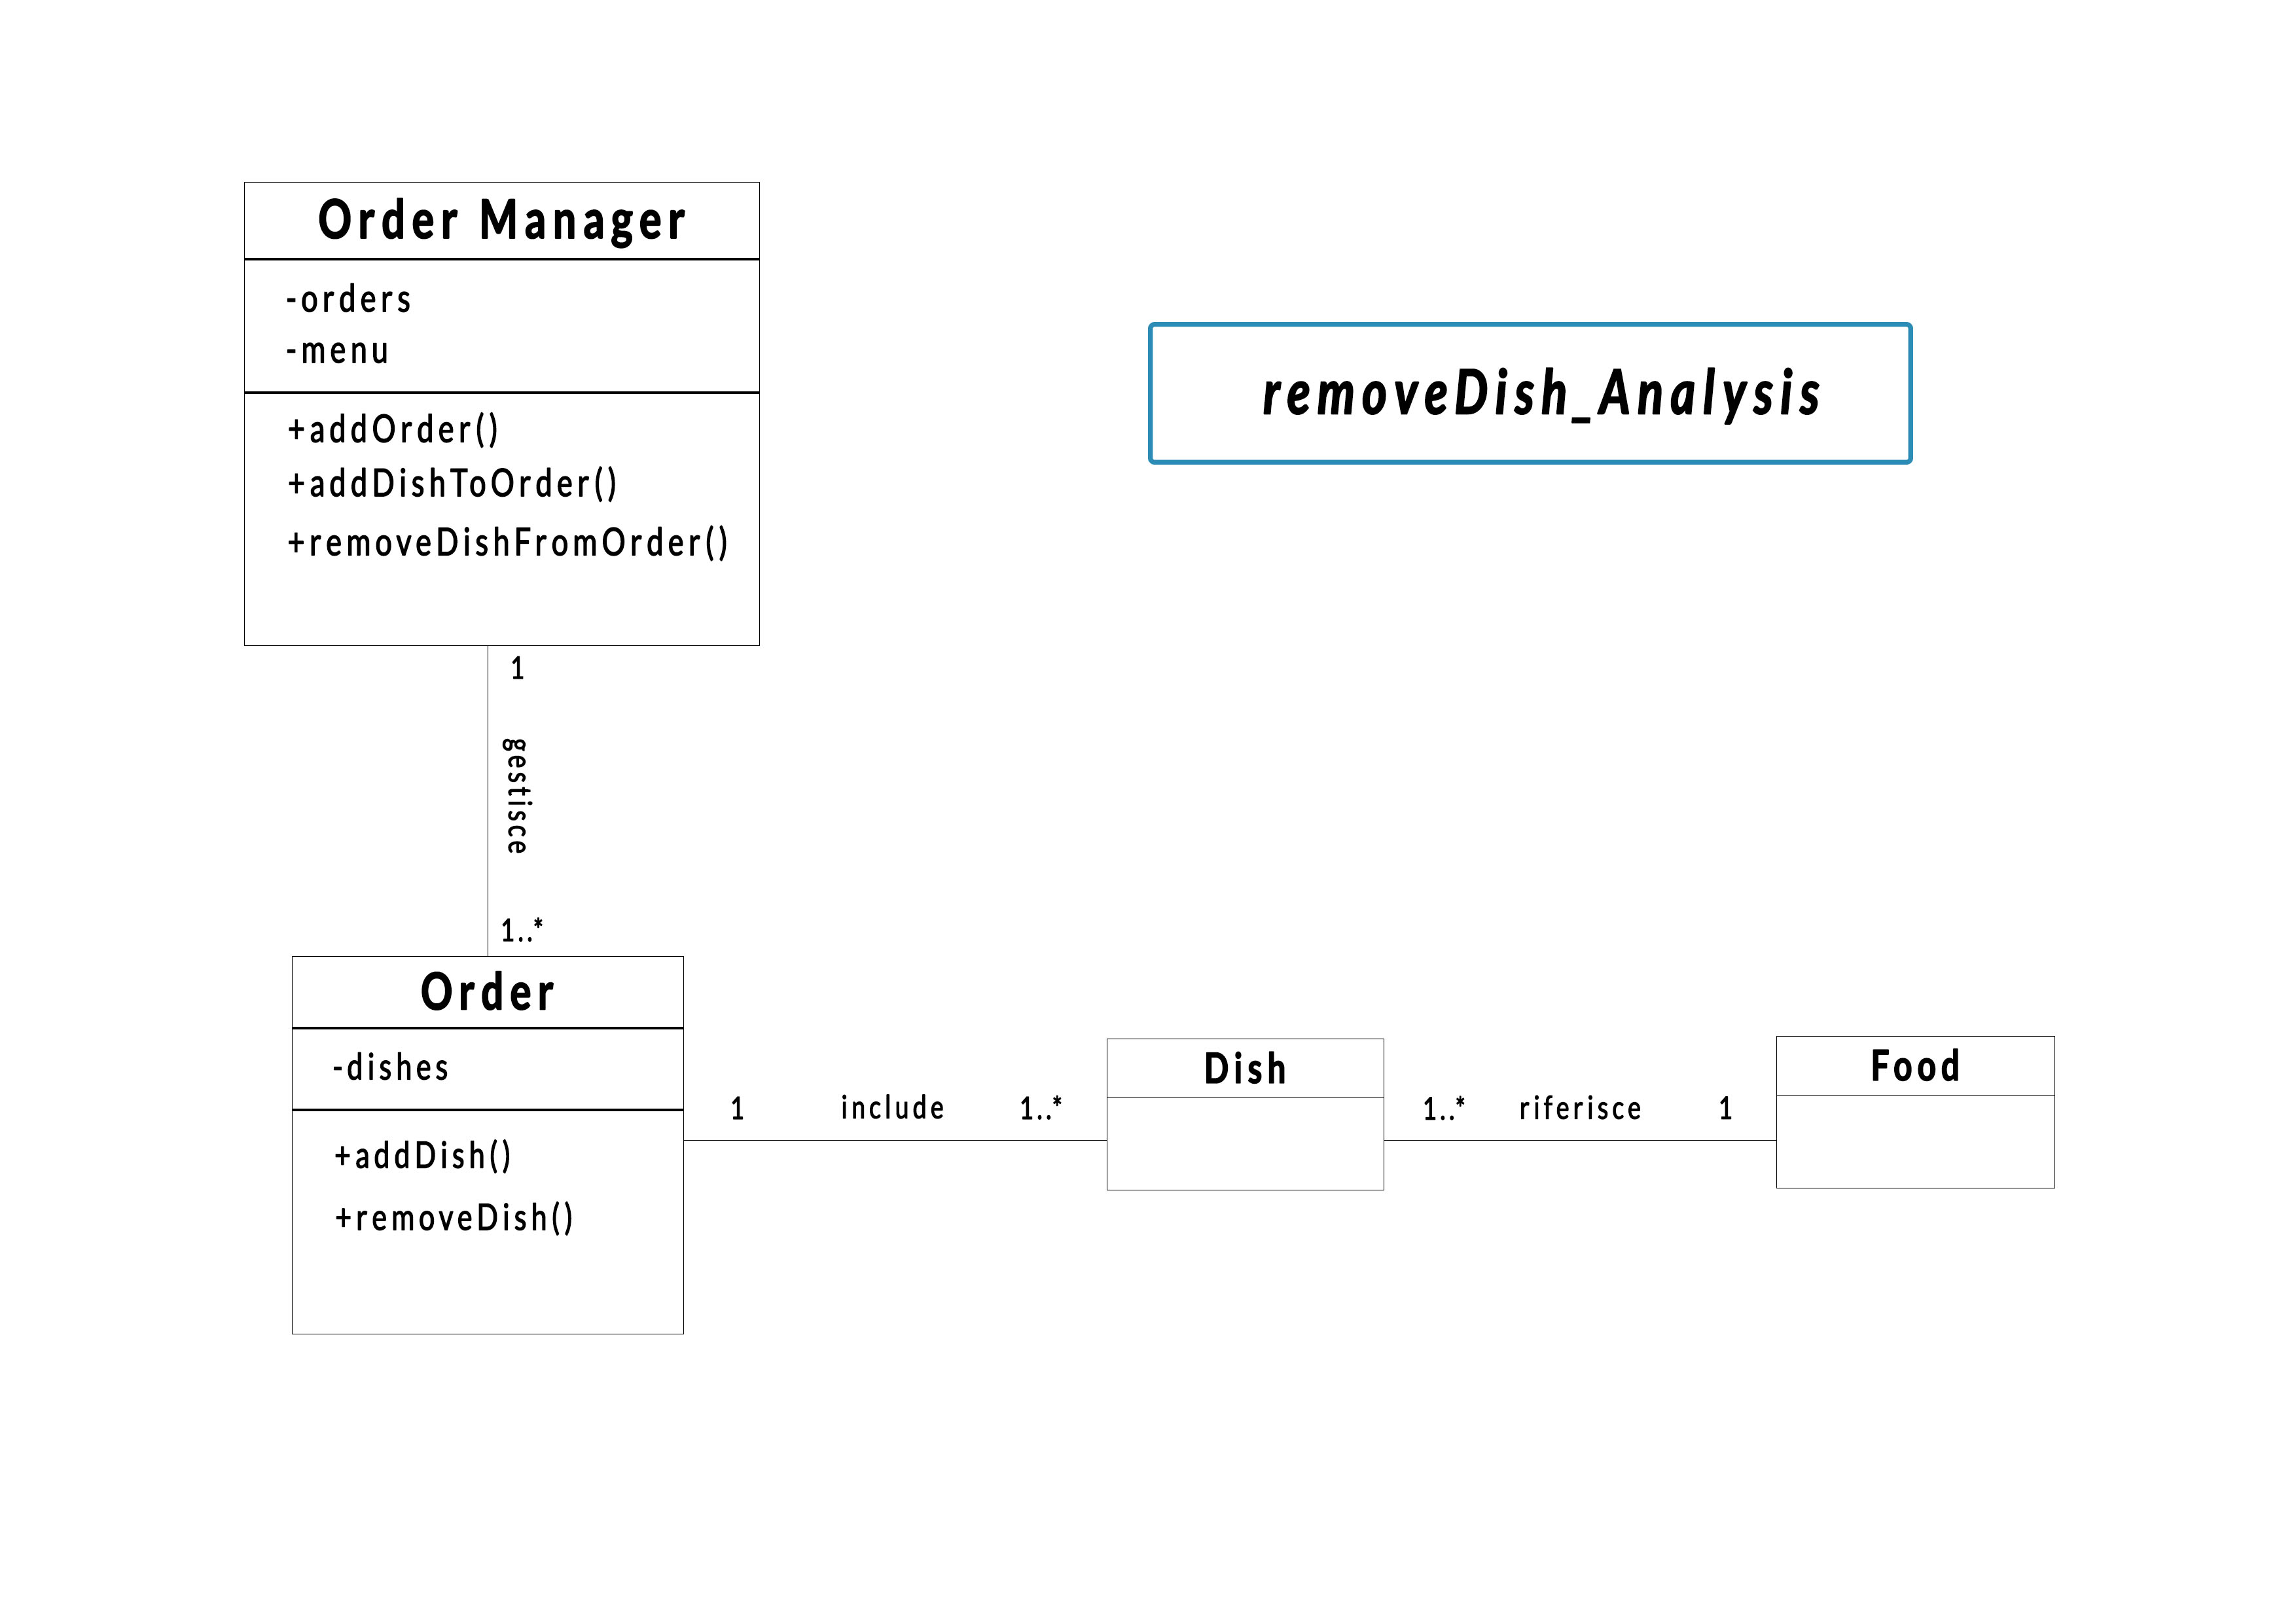 Order Manager
-orders
-menu
+addOrder()
+addDishToOrder()
+removeDishFromOrder()
removeDish_Analysis
1
gestisce
1..*
Order
-dishes
+addDish()
+removeDish()
1 include 1..*
Dish
1..* riferisce 1
Food